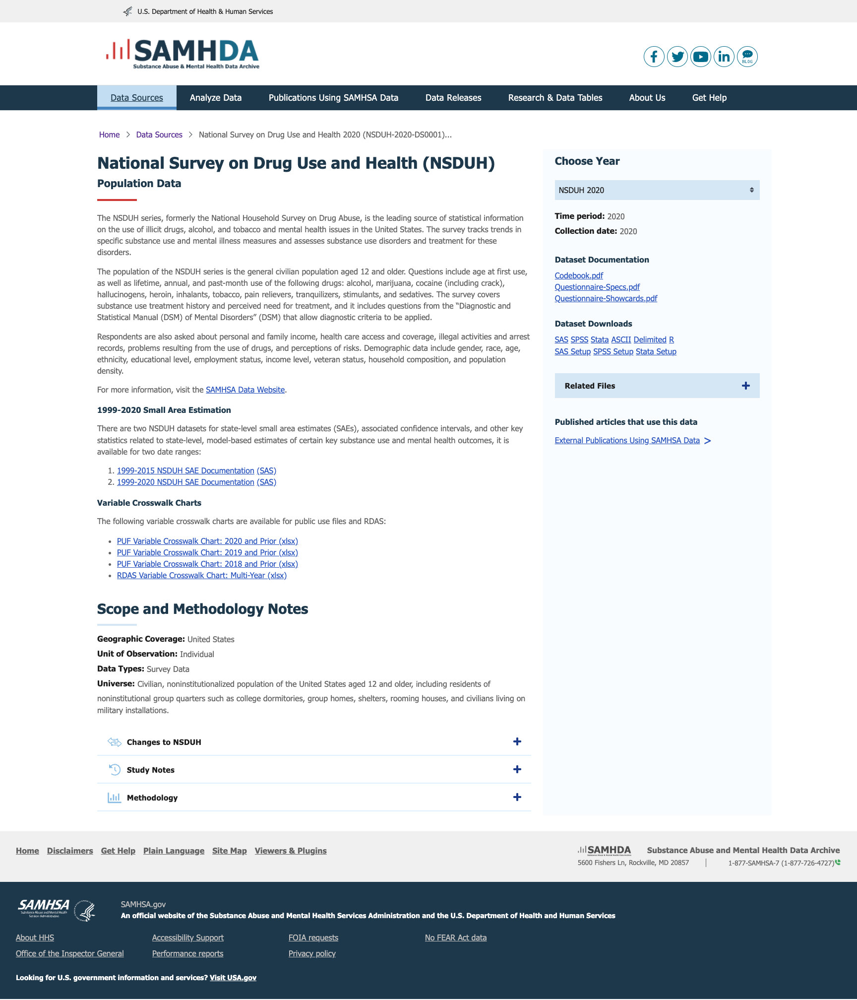 U.S. Department of Health & Human Services
SAMHDA
Substance Abuse & Mental Health Data Archive
BLOG
Data Sources
Analyze Data
Publications Using SAMHSA Data
Data Releases
Research & Data Tables
About Us
Get Help
Home
Data Sources
National Survey on Drug Use and Health 2020 (NSDUH-2020-DS0001)...
National Survey on Drug Use and Health (NSDUH)
Population Data
The NSDUH series, formerly the National Household Survey on Drug Abuse, is the leading source of statistical information
on the use of illicit drugs, alcohol, and tobacco and mental health issues in the United States. The survey tracks trends in
specific substance use and mental illness measures and assesses substance use disorders and treatment for these
disorders.
The population of the NSDUH series is the general civilian population aged 12 and older. Questions include age at first use,
as well as lifetime, annual, and past-month use of the following drugs: alcohol, marijuana, cocaine (including crack),
hallucinogens, heroin, inhalants, tobacco, pain relievers, tranquilizers, stimulants, and sedatives. The survey covers
substance use treatment history and perceived need for treatment, and it includes questions from the “Diagnostic and
Statistical Manual (DSM) of Mental Disorders” (DSM) that allow diagnostic criteria to be applied.
Respondents are also asked about personal and family income, health care access and coverage, illegal activities and arrest
records, problems resulting from the use of drugs, and perceptions of risks. Demographic data include gender, race, age,
ethnicity, educational level, employment status, income level, veteran status, household composition, and population
density.
For more information, visit the SAMHSA Data Website.
1999-2020 Small Area Estimation
There are two NSDUH datasets for state-level small area estimates (SAEs), associated confidence intervals, and other key
statistics related to state-level, model-based estimates of certain key substance use and mental health outcomes, it is
available for two date ranges:
1. 1999-2015 NSDUH SAE Documentation (SAS)
2. 1999-2020 NSDUH SAE Documentation (SAS)
Variable Crosswalk Charts
The following variable crosswalk charts are available for public use files and RDAS:
• PUF Variable Crosswalk Chart: 2020 and Prior (xlsx)
• PUF Variable Crosswalk Chart: 2019 and Prior (xlsx)
• PUF Variable Crosswalk Chart: 2018 and Prior (xlsx)
• RDAS Variable Crosswalk Chart: Multi-Year (xlsx)
Scope and Methodology Notes
Geographic Coverage: United States
Unit of Observation: Individual
Data Types: Survey Data
Universe: Civilian, noninstitutionalized population of the United States aged 12 and older, including residents of
noninstitutional group quarters such as college dormitories, group homes, shelters, rooming houses, and civilians living on
military installations.
Changes to NSDUH
Study Notes
Methodology
Choose Year
NSDUH 2020
Time period: 2020
Collection date: 2020
Dataset Documentation
Codebook.pdf
Questionnaire-Specs.pdf
Questionnaire-Showcards.pdf
Dataset Downloads
SAS SPSS Stata ASCII Delimited R
SAS Setup SPSS Setup Stata Setup
Related Files
Published articles that use this data
External Publications Using SAMHSA Data >
Home Disclaimers Get Help Plain Language Site Map Viewers & Plugins
SAMHDA
Substance Abuse & Mental Health Data Archive
Substance Abuse and Mental Health Data Archive
5600 Fishers Ln, Rockville, MD 20857
1-877-SAMHSA-7 (1-877-726-4727)
SAMHSA
Substance Abuse and Mental Health
Services Administration
SAMHSA.gov
An official website of the Substance Abuse and Mental Health Services Administration and the U.S. Department of Health and Human Services
About HHS
Accessibility Support
FOIA requests
No FEAR Act data
Office of the Inspector General
Performance reports
Privacy policy
Looking for U.S. government information and services? Visit USA.gov